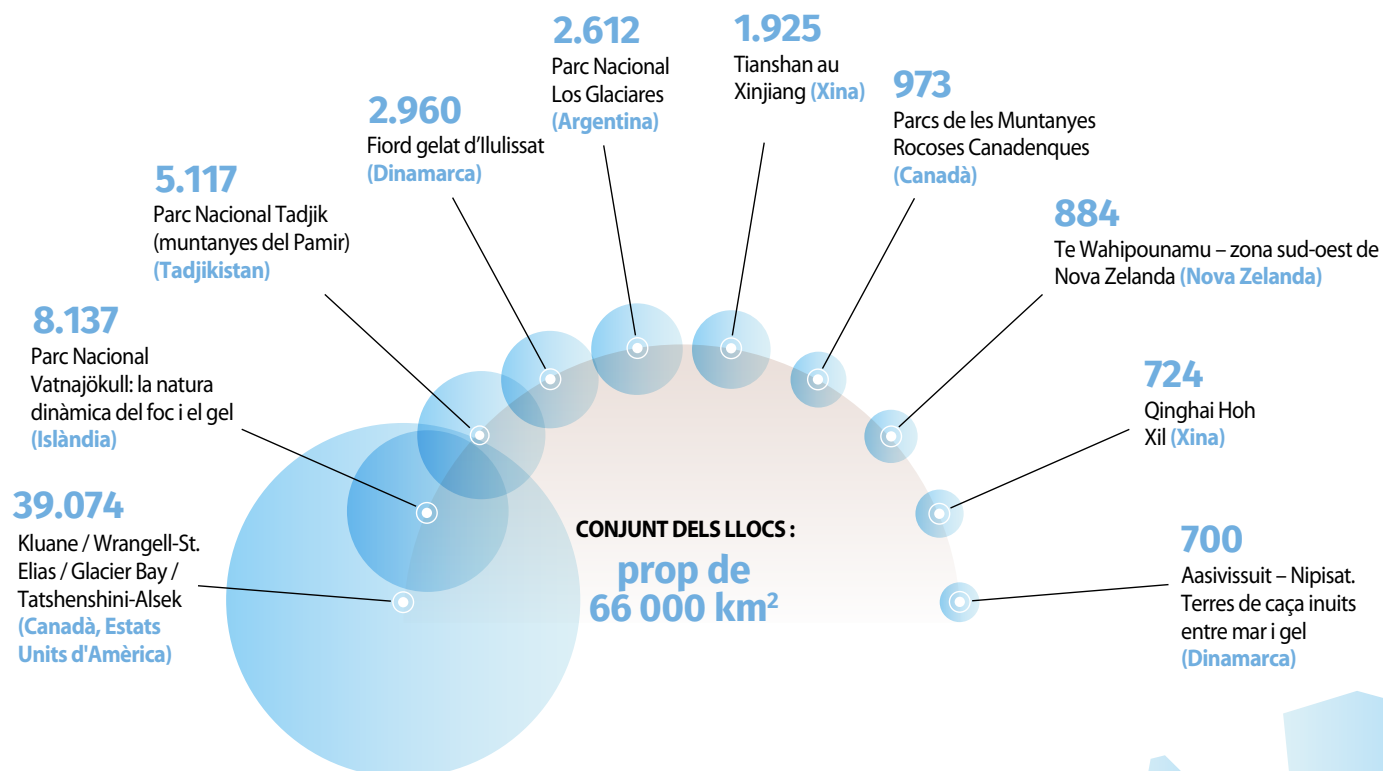 39.074
Kluane / Wrangell-St.
Elias / Glacier Bay /
Tatshenshini-Alsek
(Canadà, Estats
Units d'Amèrica)
8.137
Parc Nacional
Vatnajökull: la natura
dinàmica del foc i el gel
(Islàndia)
5.117
Parc Nacional Tadjik
(muntanyes del Pamir)
(Tadjikistan)
2.960
Fiord gelat d’Ilulissat
(Dinamarca)
2.612
Parc Nacional
Los Glaciares
(Argentina)
1.925
Tianshan au
Xinjiang (Xina)
973
Parcs de les Muntanyes
Rocoses Canadenques
(Canadà)
884
Te Wahipounamu – zona sud-oest de
Nova Zelanda (Nova Zelanda)
724
Qinghai Hoh
Xil (Xina)
700
Aasivissuit – Nipisat.
Terres de caça inuits
entre mar i gel
(Dinamarca)
CONJUNT DELS LLOCS :
prop de
66 000 km²